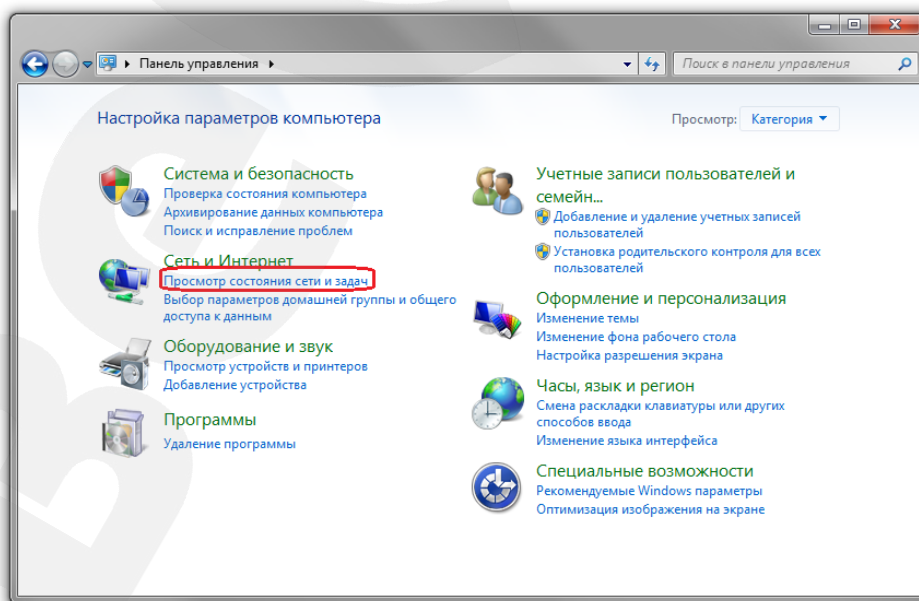 Панель управления
Поиск в панели управления
Настройка параметров компьютера
Просмотр: Категория
Система и безопасность
Проверка состояния компьютера
Архивирование данных компьютера
Поиск и исправление проблем
Сеть и Интернет
Просмотр состояния сети и задач
Выбор параметров домашней группы и общего
доступа к данным
Оборудование и звук
Просмотр устройств и принтеров
Добавление устройства
Программы
Удаление программы
Учетные записи пользователей и
семейн...
Добавление и удаление учетных записей
пользователей
Установка родительского контроля для всех
пользователей
Оформление и персонализация
Изменение темы
Изменение фона рабочего стола
Настройка разрешения экрана
Часы, язык и регион
Смена раскладки клавиатуры или других
способов ввода
Изменение языка интерфейса
Специальные возможности
Рекомендуемые Windows параметры
Оптимизация изображения на экране